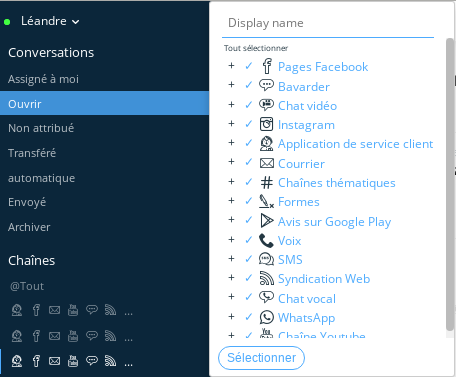 Léandre
Conversations
Assigné à moi
Ouvrir
Non attribué
Transféré
automatique
Envoyé
Archiver
Chaînes
@Tout
...
...
...
Display name
Tout sélectionner
+ ✓ Pages Facebook
+ ✓ Bavarder
+ ✓ Chat vidéo
+ ✓ Instagram
+ ✓ Application de service client
+ ✓ Courrier
+ ✓ Chaînes thématiques
+ ✓ Formes
+ ✓ Avis sur Google Play
+ ✓ Voix
+ ✓ SMS
+ ✓ Syndication Web
+ ✓ Chat vocal
+ ✓ WhatsApp
+ ✓ Chaîne Youtube
Sélectionner